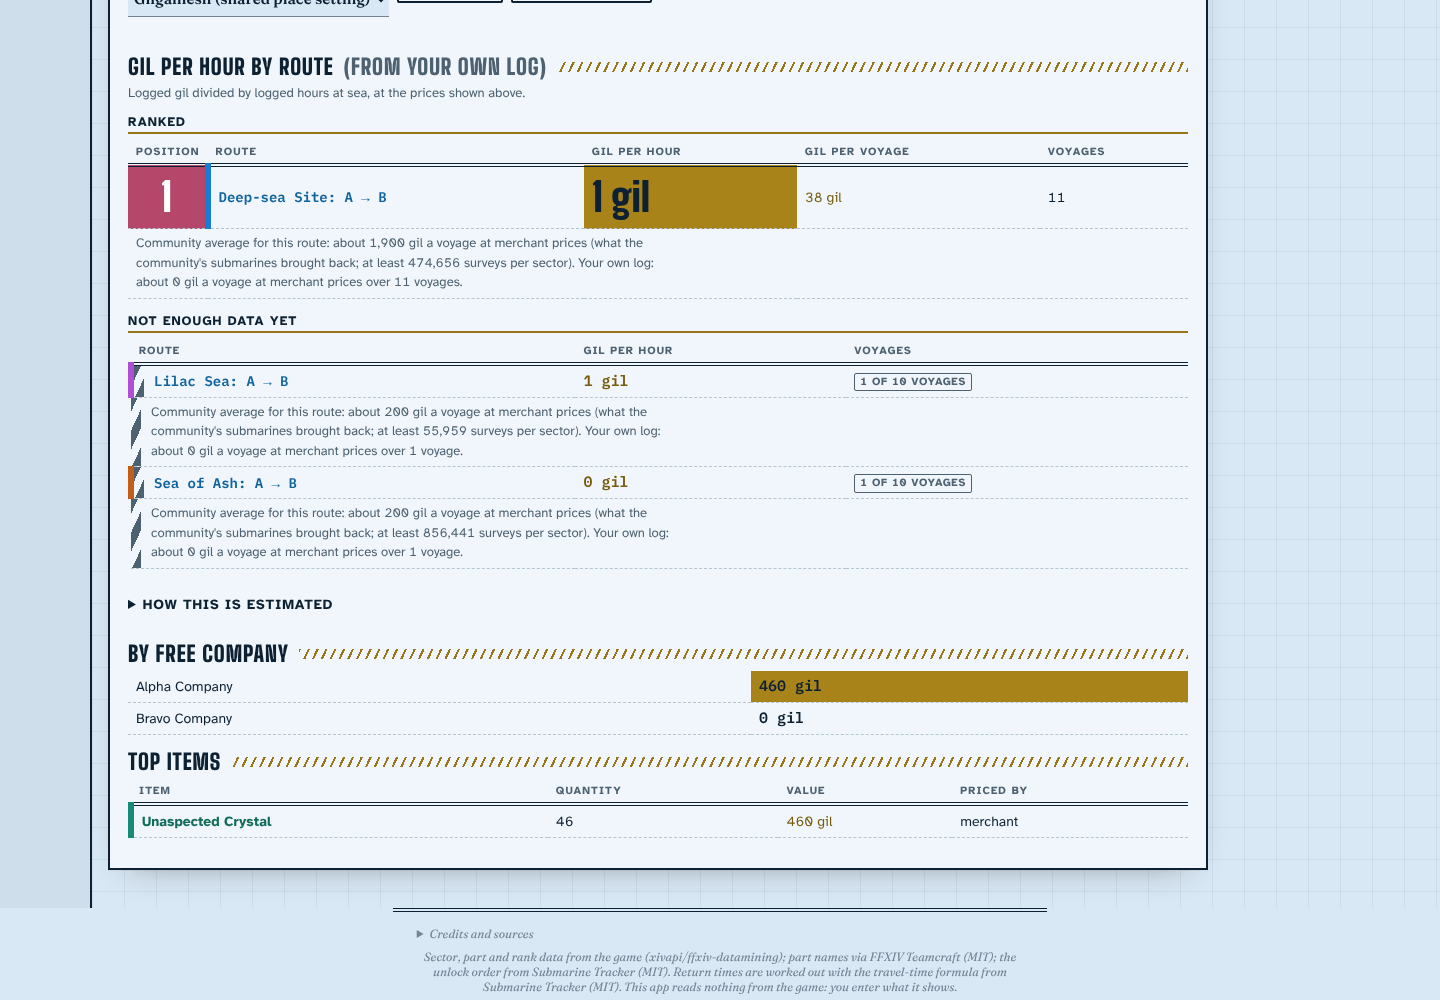 Gilgamesh (shared place setting)
GIL PER HOUR BY ROUTE (FROM YOUR OWN LOG)
Logged gil divided by logged hours at sea, at the prices shown above.
RANKED
POSITION ROUTE GIL PER HOUR GIL PER VOYAGE VOYAGES
1 Deep-sea Site: A → B 1 gil 38 gil 11
Community average for this route: about 1,900 gil a voyage at merchant prices (what the
community's submarines brought back; at least 474,656 surveys per sector). Your own log:
about 0 gil a voyage at merchant prices over 11 voyages.
NOT ENOUGH DATA YET
ROUTE GIL PER HOUR VOYAGES
Lilac Sea: A → B 1 gil 1 OF 10 VOYAGES
Community average for this route: about 200 gil a voyage at merchant prices (what the
community's submarines brought back; at least 55,959 surveys per sector). Your own log:
about 0 gil a voyage at merchant prices over 1 voyage.
Sea of Ash: A → B 0 gil 1 OF 10 VOYAGES
Community average for this route: about 200 gil a voyage at merchant prices (what the
community's submarines brought back; at least 856,441 surveys per sector). Your own log:
about 0 gil a voyage at merchant prices over 1 voyage.
HOW THIS IS ESTIMATED
BY FREE COMPANY
Alpha Company 460 gil
Bravo Company 0 gil
TOP ITEMS
ITEM QUANTITY VALUE PRICED BY
Unaspected Crystal 46 460 gil merchant
Credits and sources
Sector, part and rank data from the game (xivapi/ffxiv-datamining); part names via FFXIV Teamcraft (MIT); the
unlock order from Submarine Tracker (MIT). Return times are worked out with the travel-time formula from
Submarine Tracker (MIT). This app reads nothing from the game: you enter what it shows.